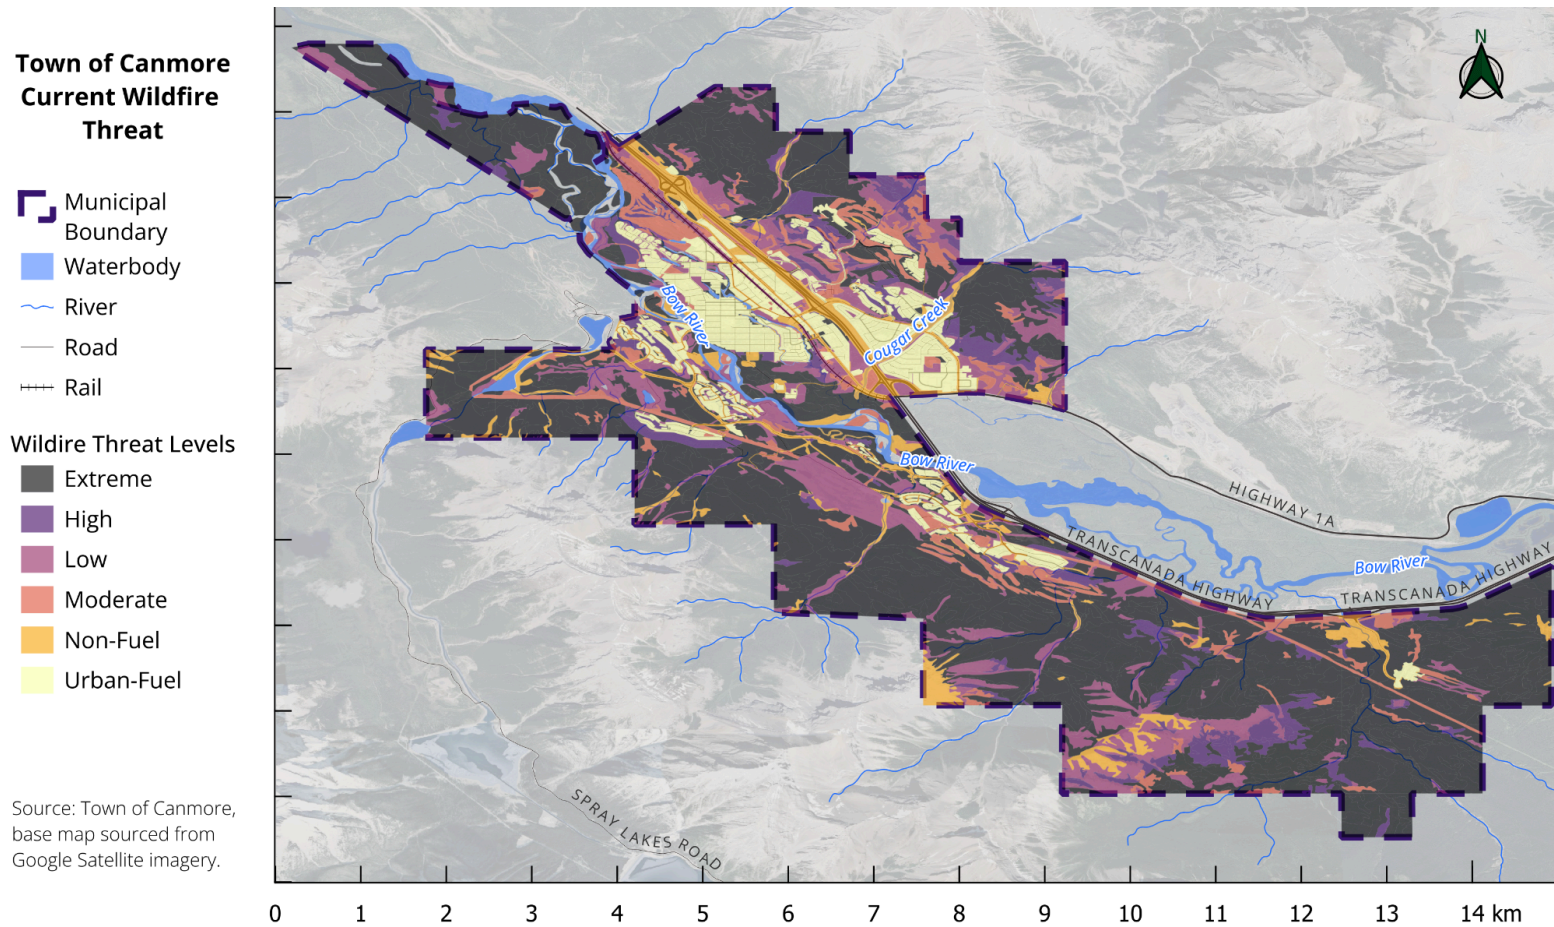 Town of Canmore
Current Wildfire
Threat
Municipal
Boundary
Waterbody
River
Road
Rail
Wildire Threat Levels
Extreme
High
Low
Moderate
Non-Fuel
Urban-Fuel
Source: Town of Canmore,
base map sourced from
Google Satellite imagery.
N
Bow River
Cougar Creek
Bow River
HIGHWAY 1A
TRANSCANADA HIGHWAY
Bow River
TRANSCANADA HIGHWAY
SPRAY LAKES ROAD
0 1 2 3 4 5 6 7 8 9 10 11 12 13 14 km